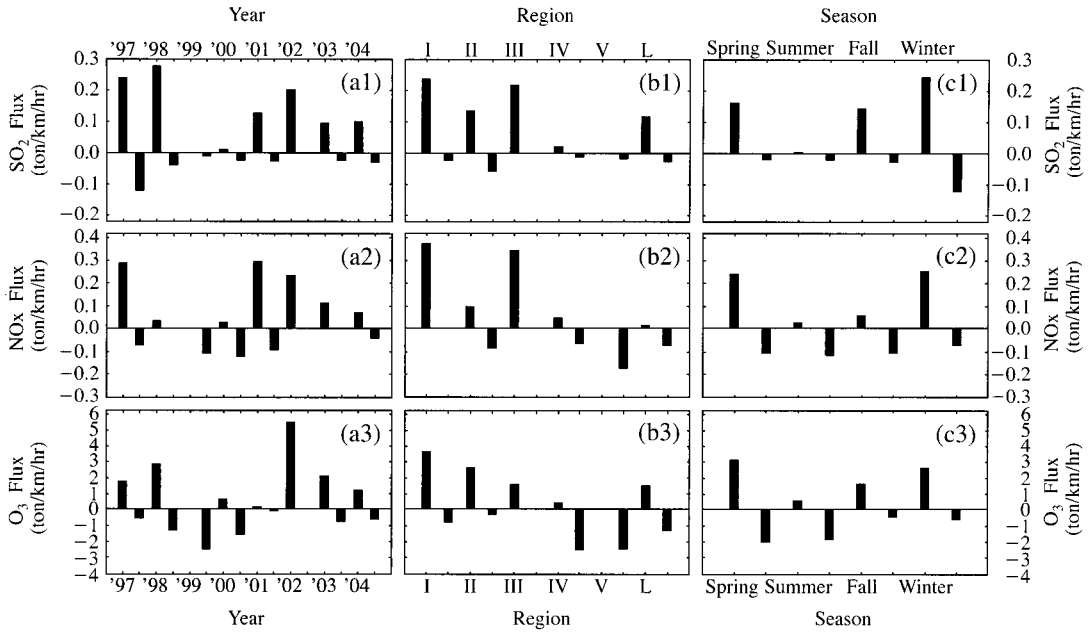 Year Region Season
'97 '98 '99 '00 '01 '02 '03 '04 I II III IV V L Spring Summer Fall Winter
0.3 (a1) (b1) (c1) 0.3
0.2 0.2
0.1 0.1
0.0 0.0
−0.1 −0.1
−0.2 −0.2
SO2 Flux (ton/km/hr) SO2 Flux (ton/km/hr)
0.4 (a2) (b2) (c2) 0.4
0.3 0.3
0.2 0.2
0.1 0.1
0.0 0.0
−0.1 −0.1
−0.2 −0.2
−0.3 −0.3
NOx Flux (ton/km/hr) NOx Flux (ton/km/hr)
6 (a3) (b3) (c3) 6
5 5
4 4
3 3
2 2
1 1
0 0
−1 −1
−2 −2
−3 −3
−4 −4
O3 Flux (ton/km/hr) O3 Flux (ton/km/hr)
'97 '98 '99 '00 '01 '02 '03 '04 I II III IV V L Spring Summer Fall Winter
Year Region Season